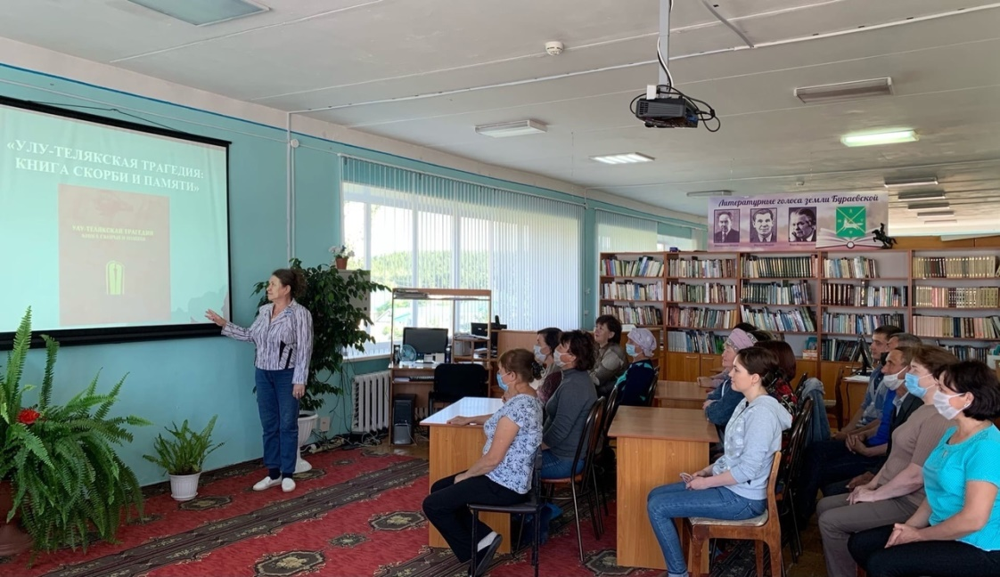 «УЛУ-ТЕЛЯКСКАЯ ТРАГЕДИЯ:
КНИГА СКОРБИ И ПАМЯТИ»
УЛУ-ТЕЛЯКСКАЯ ТРАГЕДИЯ
КНИГА СКОРБИ И ПАМЯТИ
Литературные голоса земли Бураевской